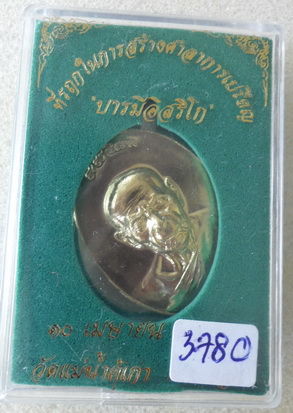 ที่ระลึกในการสร้างศาลาการเปรียญ
"บารมีอิสริโก"
๑๐ เมษายน
3780